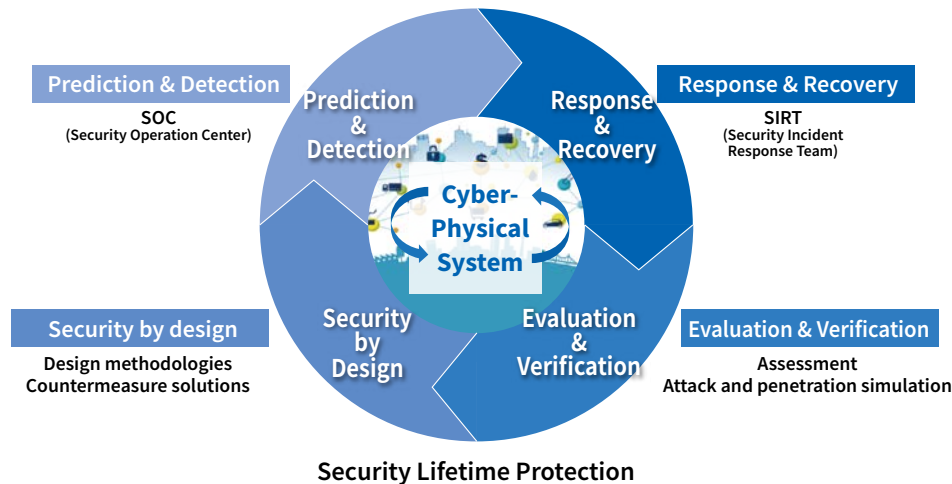 Prediction & Detection
SOC
(Security Operation Center)
Response & Recovery
SIRT
(Security Incident
Response Team)
Prediction
&
Detection
Response
&
Recovery
Cyber-
Physical
System
Security by design
Design methodologies
Countermeasure solutions
Security
by
Design
Evaluation
&
Verification
Evaluation & Verification
Assessment
Attack and penetration simulation
Security Lifetime Protection